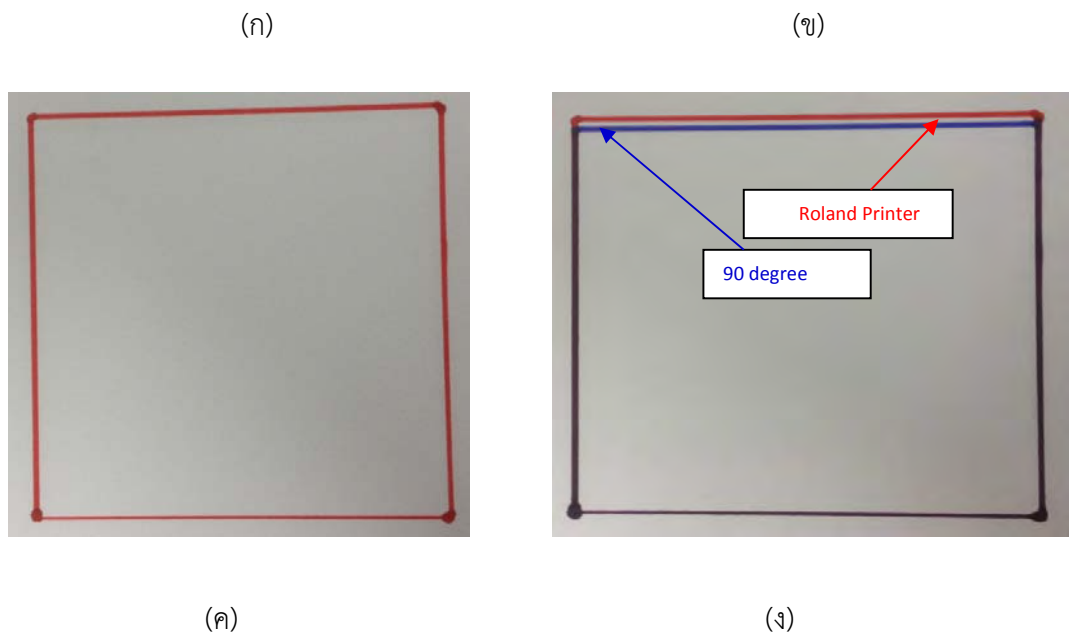 (ก) (ข)
Roland Printer
90 degree
(ค) (ง)